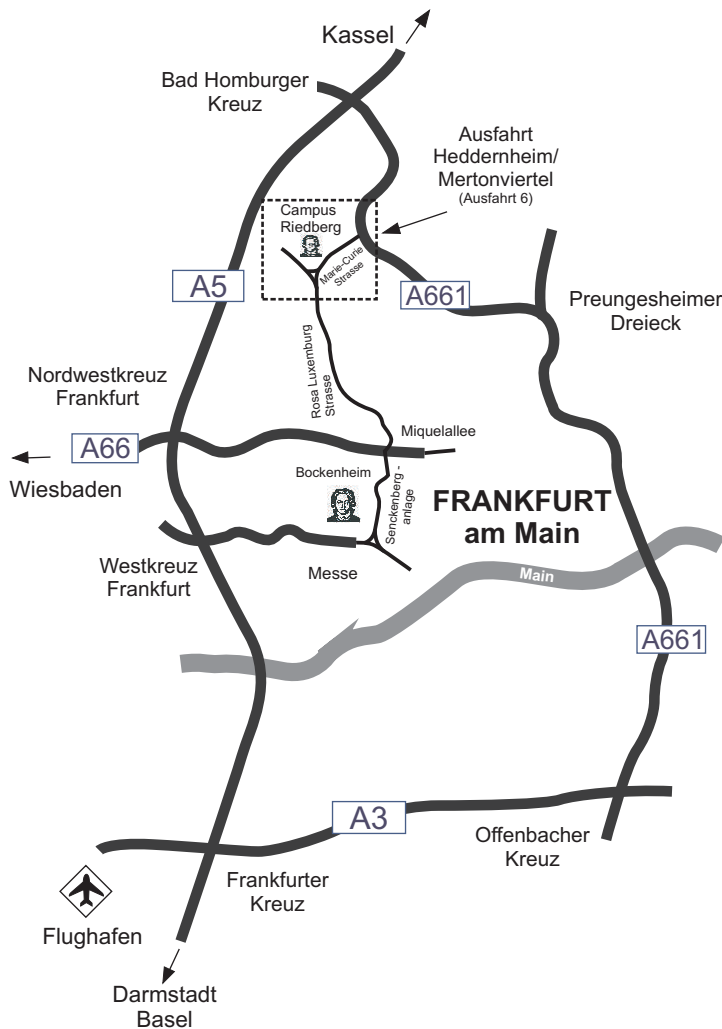 Kassel
Bad Homburger
Kreuz
Ausfahrt
Heddernheim/
Mertonviertel
(Ausfahrt 6)
Campus
Riedberg
Marie-Curie
Strasse
A5
A661
Preungesheimer
Dreieck
Rosa Luxemburg
Strasse
Nordwestkreuz
Frankfurt
A66
Miquelallee
Wiesbaden
Bockenheim
Senckenberg -
anlage
FRANKFURT
am Main
Westkreuz
Frankfurt
Messe
Main
A661
A3
Offenbacher
Kreuz
Frankfurter
Kreuz
Flughafen
Darmstadt
Basel